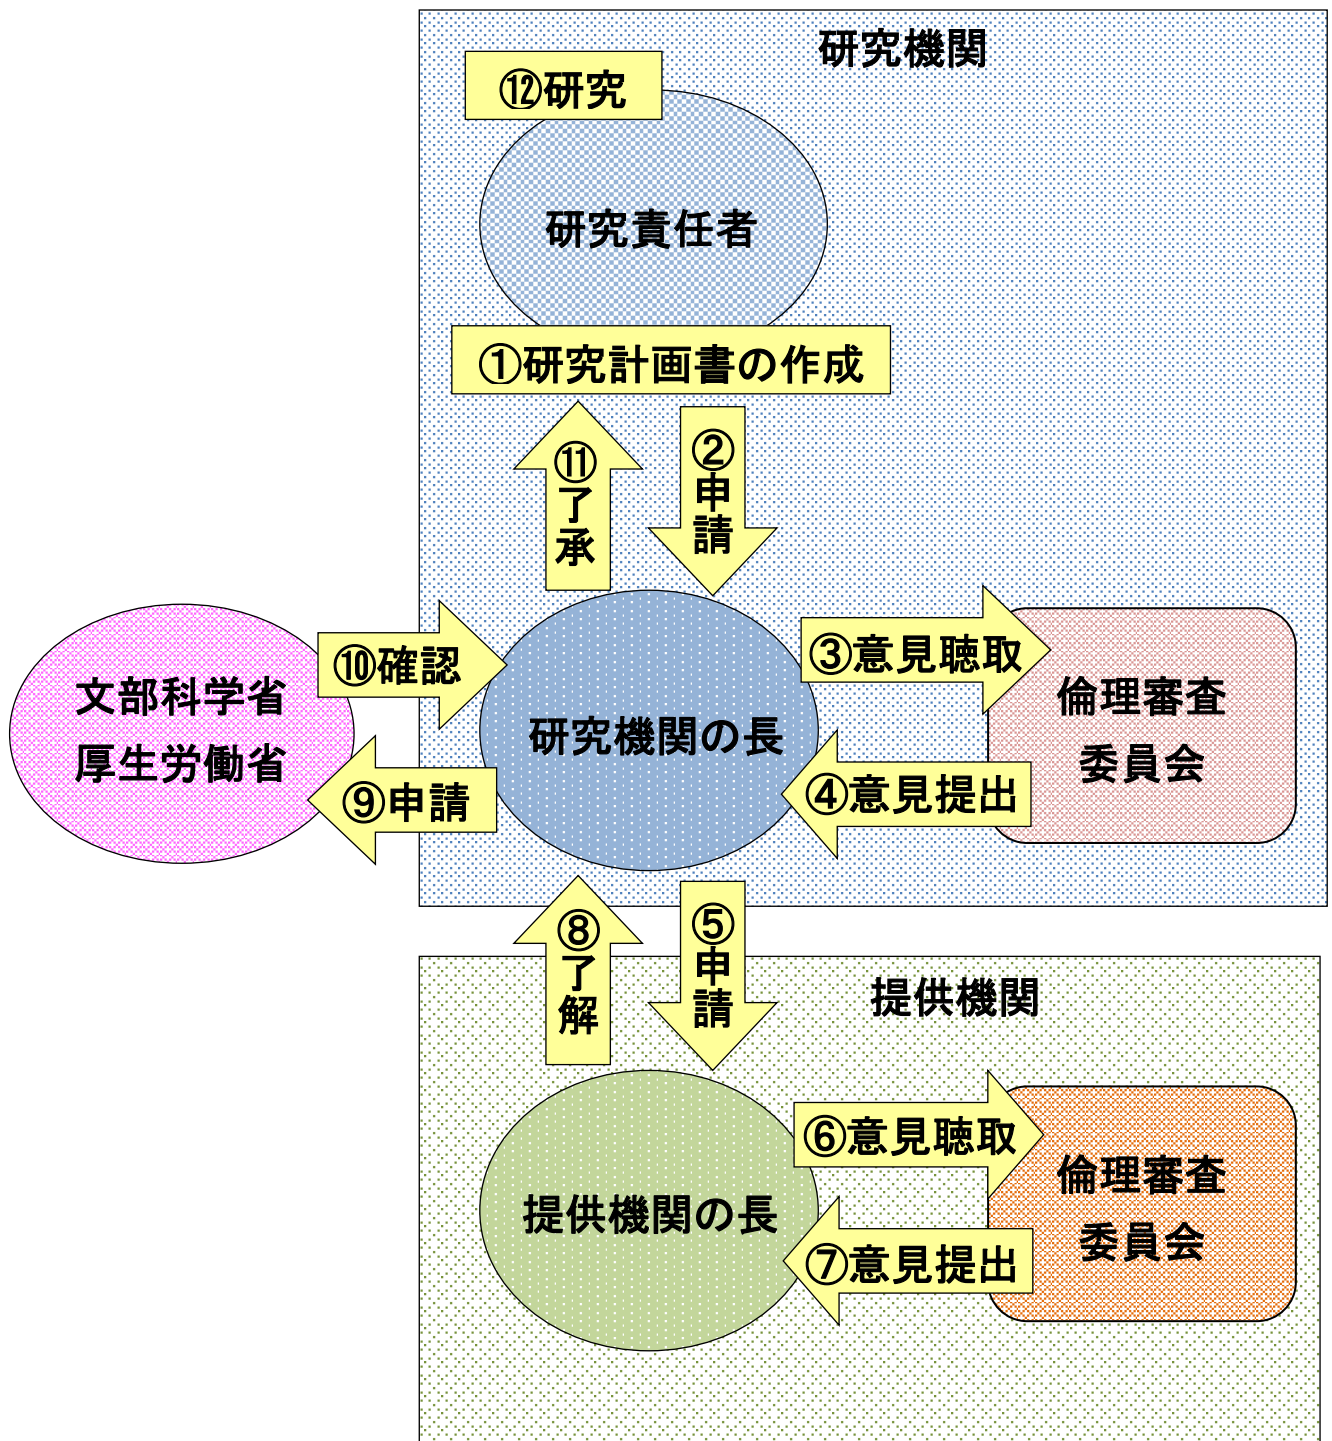 研究機関
⑫研究
研究責任者
①研究計画書の作成
⑪了承
②申請
文部科学省
厚生労働省
⑩確認
⑨申請
研究機関の長
③意見聴取
④意見提出
倫理審査
委員会
⑧了解
⑤申請
提供機関
提供機関の長
⑥意見聴取
⑦意見提出
倫理審査
委員会